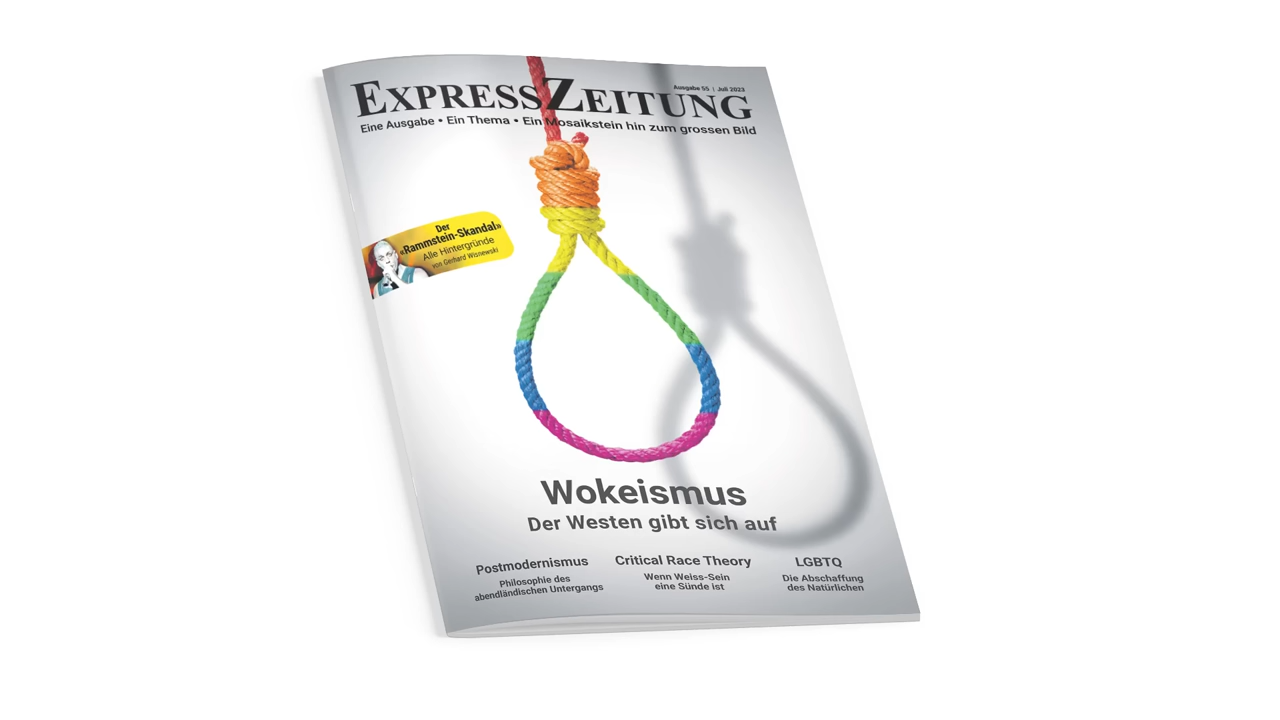 Ausgabe 55 | Juli 2023
EXPRESSZEITUNG
Eine Ausgabe • Ein Thema • Ein Mosaikstein hin zum grossen Bild
Der
«Rammstein-Skandal»
Alle Hintergründe
von Gerhard Wisnewski
Wokeismus
Der Westen gibt sich auf
Postmodernismus
Philosophie des
abendländischen Untergangs
Critical Race Theory
Wenn Weiss-Sein
eine Sünde ist
LGBTQ
Die Abschaffung
des Natürlichen